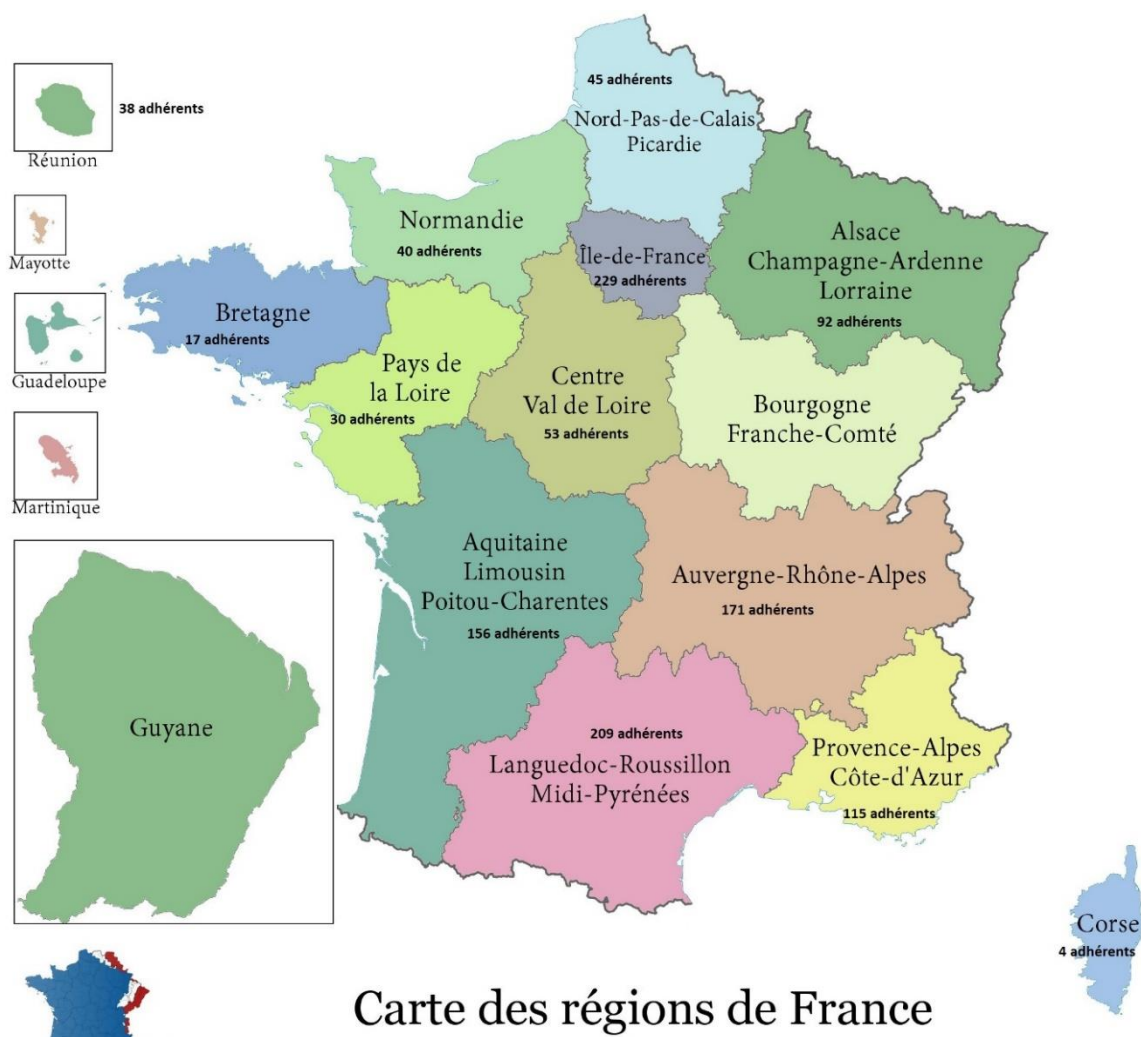 45 adhérents
Nord-Pas-de-Calais
Picardie
38 adhérents
Réunion
Normandie
40 adhérents
Île-de-France
229 adhérents
Alsace
Champagne-Ardenne
Lorraine
92 adhérents
Mayotte
Bretagne
17 adhérents
Pays de
la Loire
30 adhérents
Centre
Val de Loire
53 adhérents
Bourgogne
Franche-Comté
Guadeloupe
Martinique
Aquitaine
Limousin
Poitou-Charentes
156 adhérents
Auvergne-Rhône-Alpes
171 adhérents
Guyane
209 adhérents
Languedoc-Roussillon
Midi-Pyrénées
Provence-Alpes
Côte-d'Azur
115 adhérents
Corse
4 adhérents
Carte des régions de France